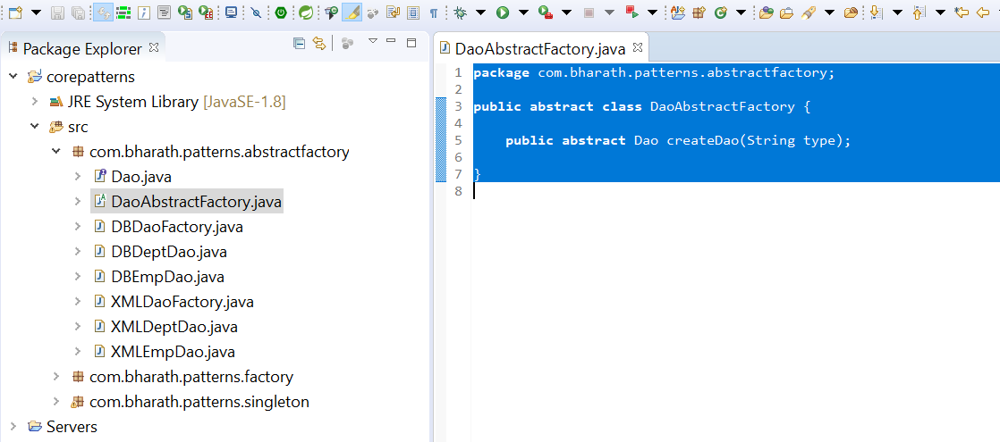 Package Explorer
corepatterns
JRE System Library [JavaSE-1.8]
src
com.bharath.patterns.abstractfactory
Dao.java
DaoAbstractFactory.java
DBDaoFactory.java
DBDeptDao.java
DBEmpDao.java
XMLDaoFactory.java
XMLDeptDao.java
XMLEmpDao.java
com.bharath.patterns.factory
com.bharath.patterns.singleton
Servers
DaoAbstractFactory.java
1 package com.bharath.patterns.abstractfactory;
2
3 public abstract class DaoAbstractFactory {
4
5 public abstract Dao createDao(String type);
6
7 }
8